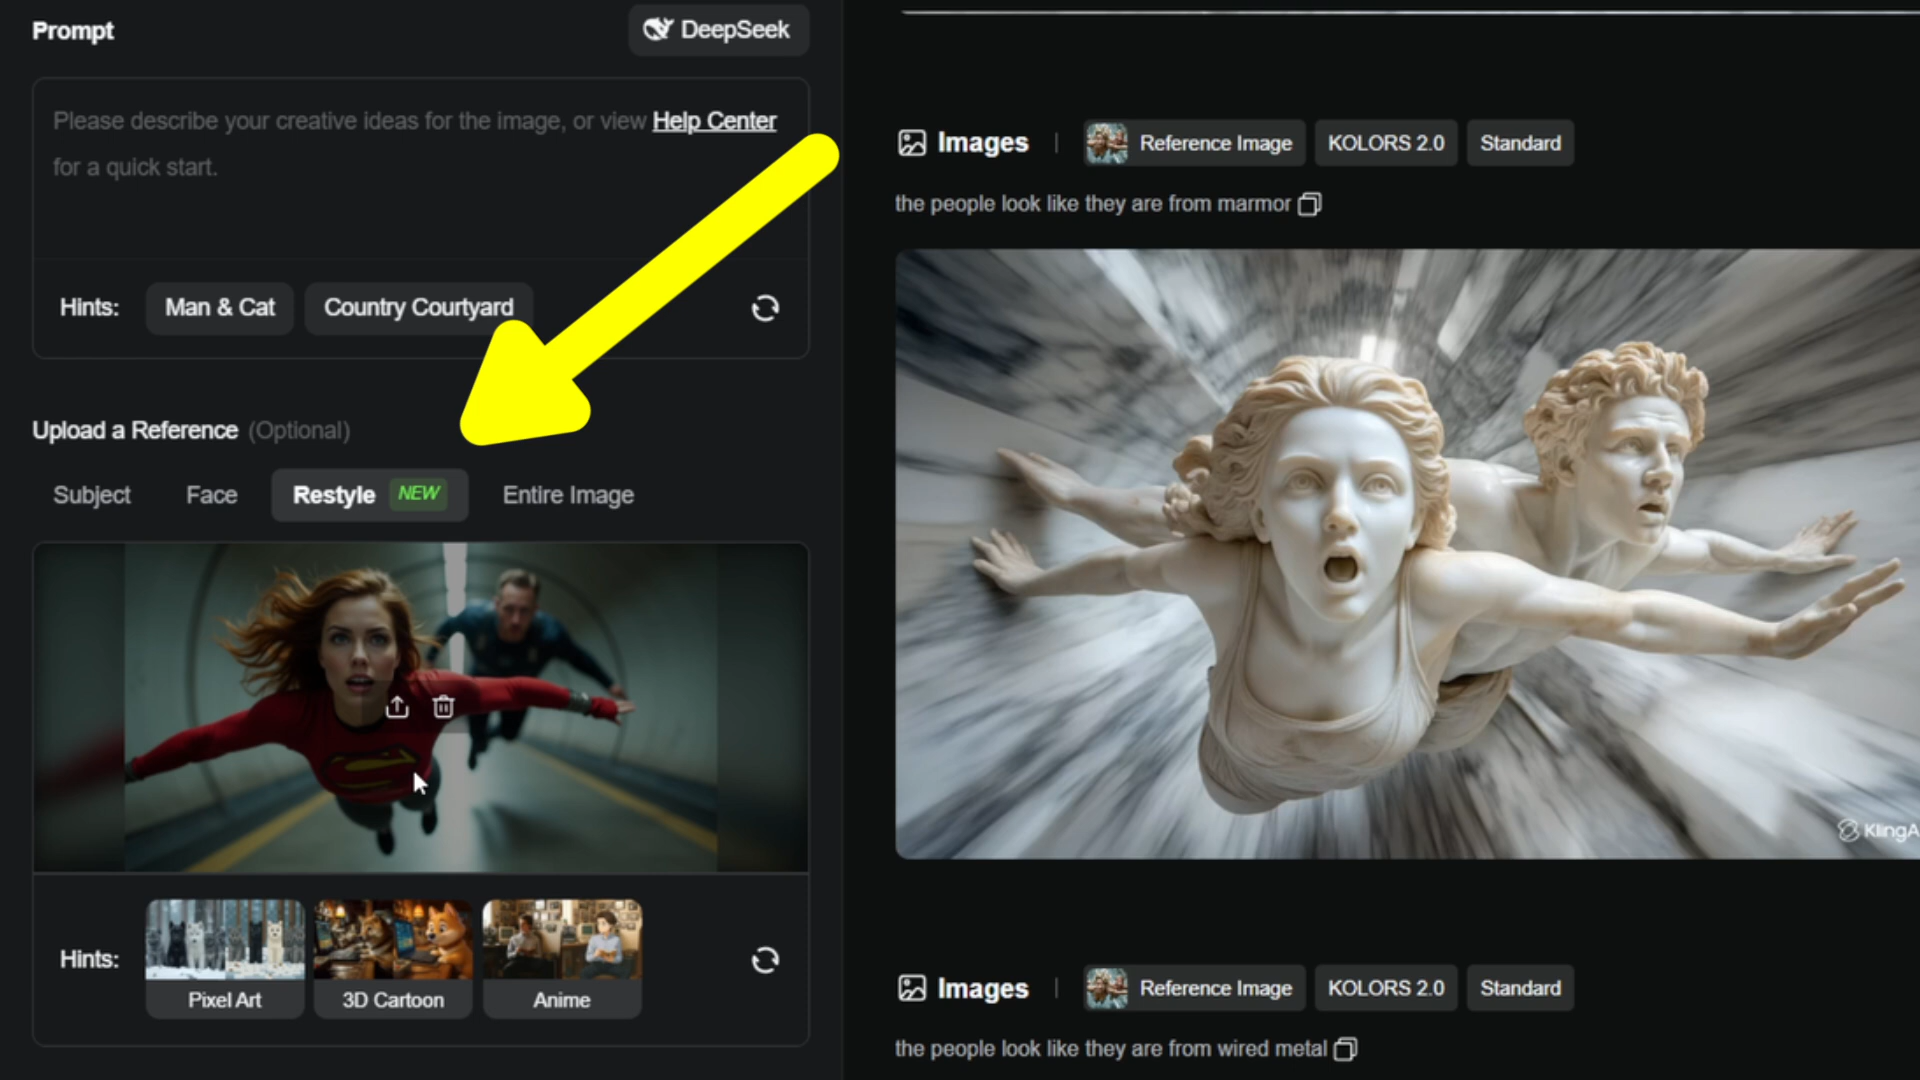 Prompt
DeepSeek
Please describe your creative ideas for the image, or view Help Center
for a quick start.
Hints: Man & Cat Country Courtyard
Upload a Reference (Optional)
Subject Face Restyle NEW Entire Image
Hints:
Pixel Art 3D Cartoon Anime
Images | Reference Image KOLORS 2.0 Standard
the people look like they are from marmor
KlingA
Images | Reference Image KOLORS 2.0 Standard
the people look like they are from wired metal